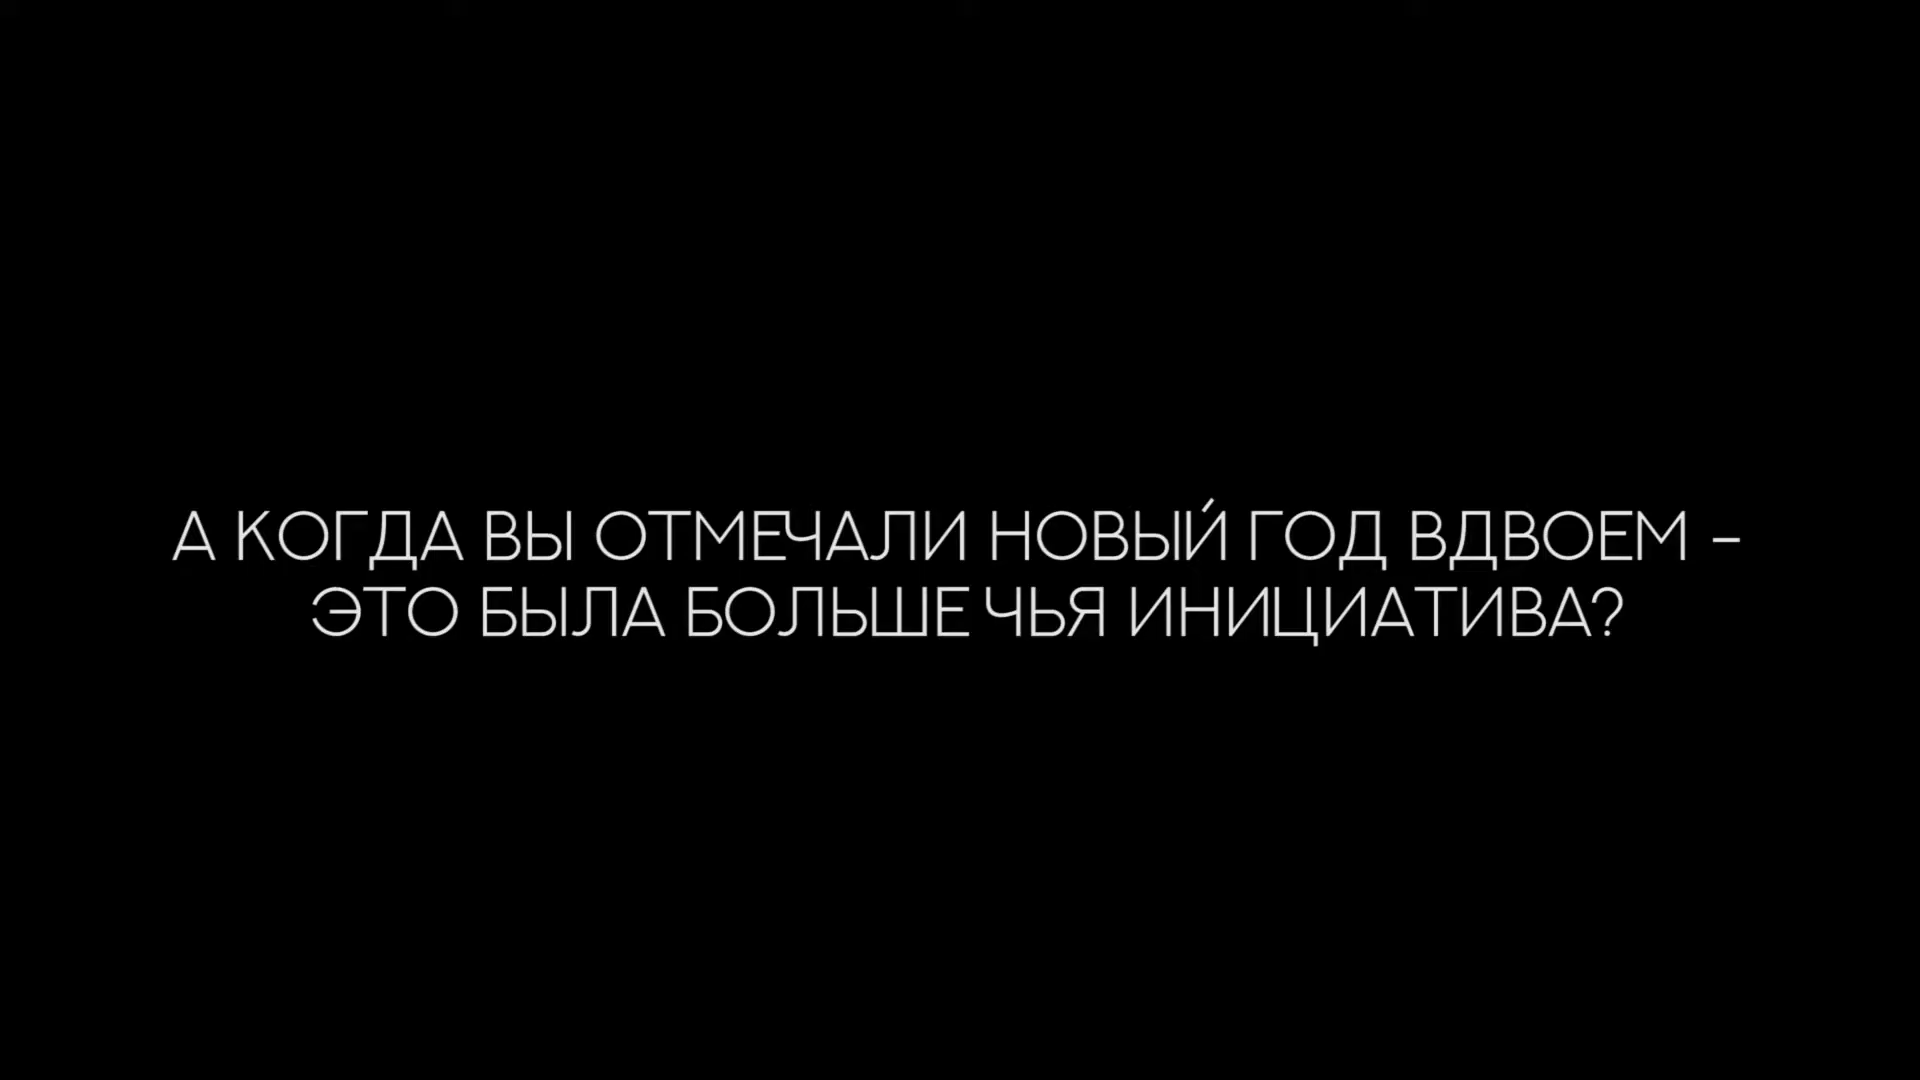 А КОГДА ВЫ ОТМЕЧАЛИ НОВЫЙ ГОД ВДВОЕМ –
ЭТО БЫЛА БОЛЬШЕ ЧЬЯ ИНИЦИАТИВА?